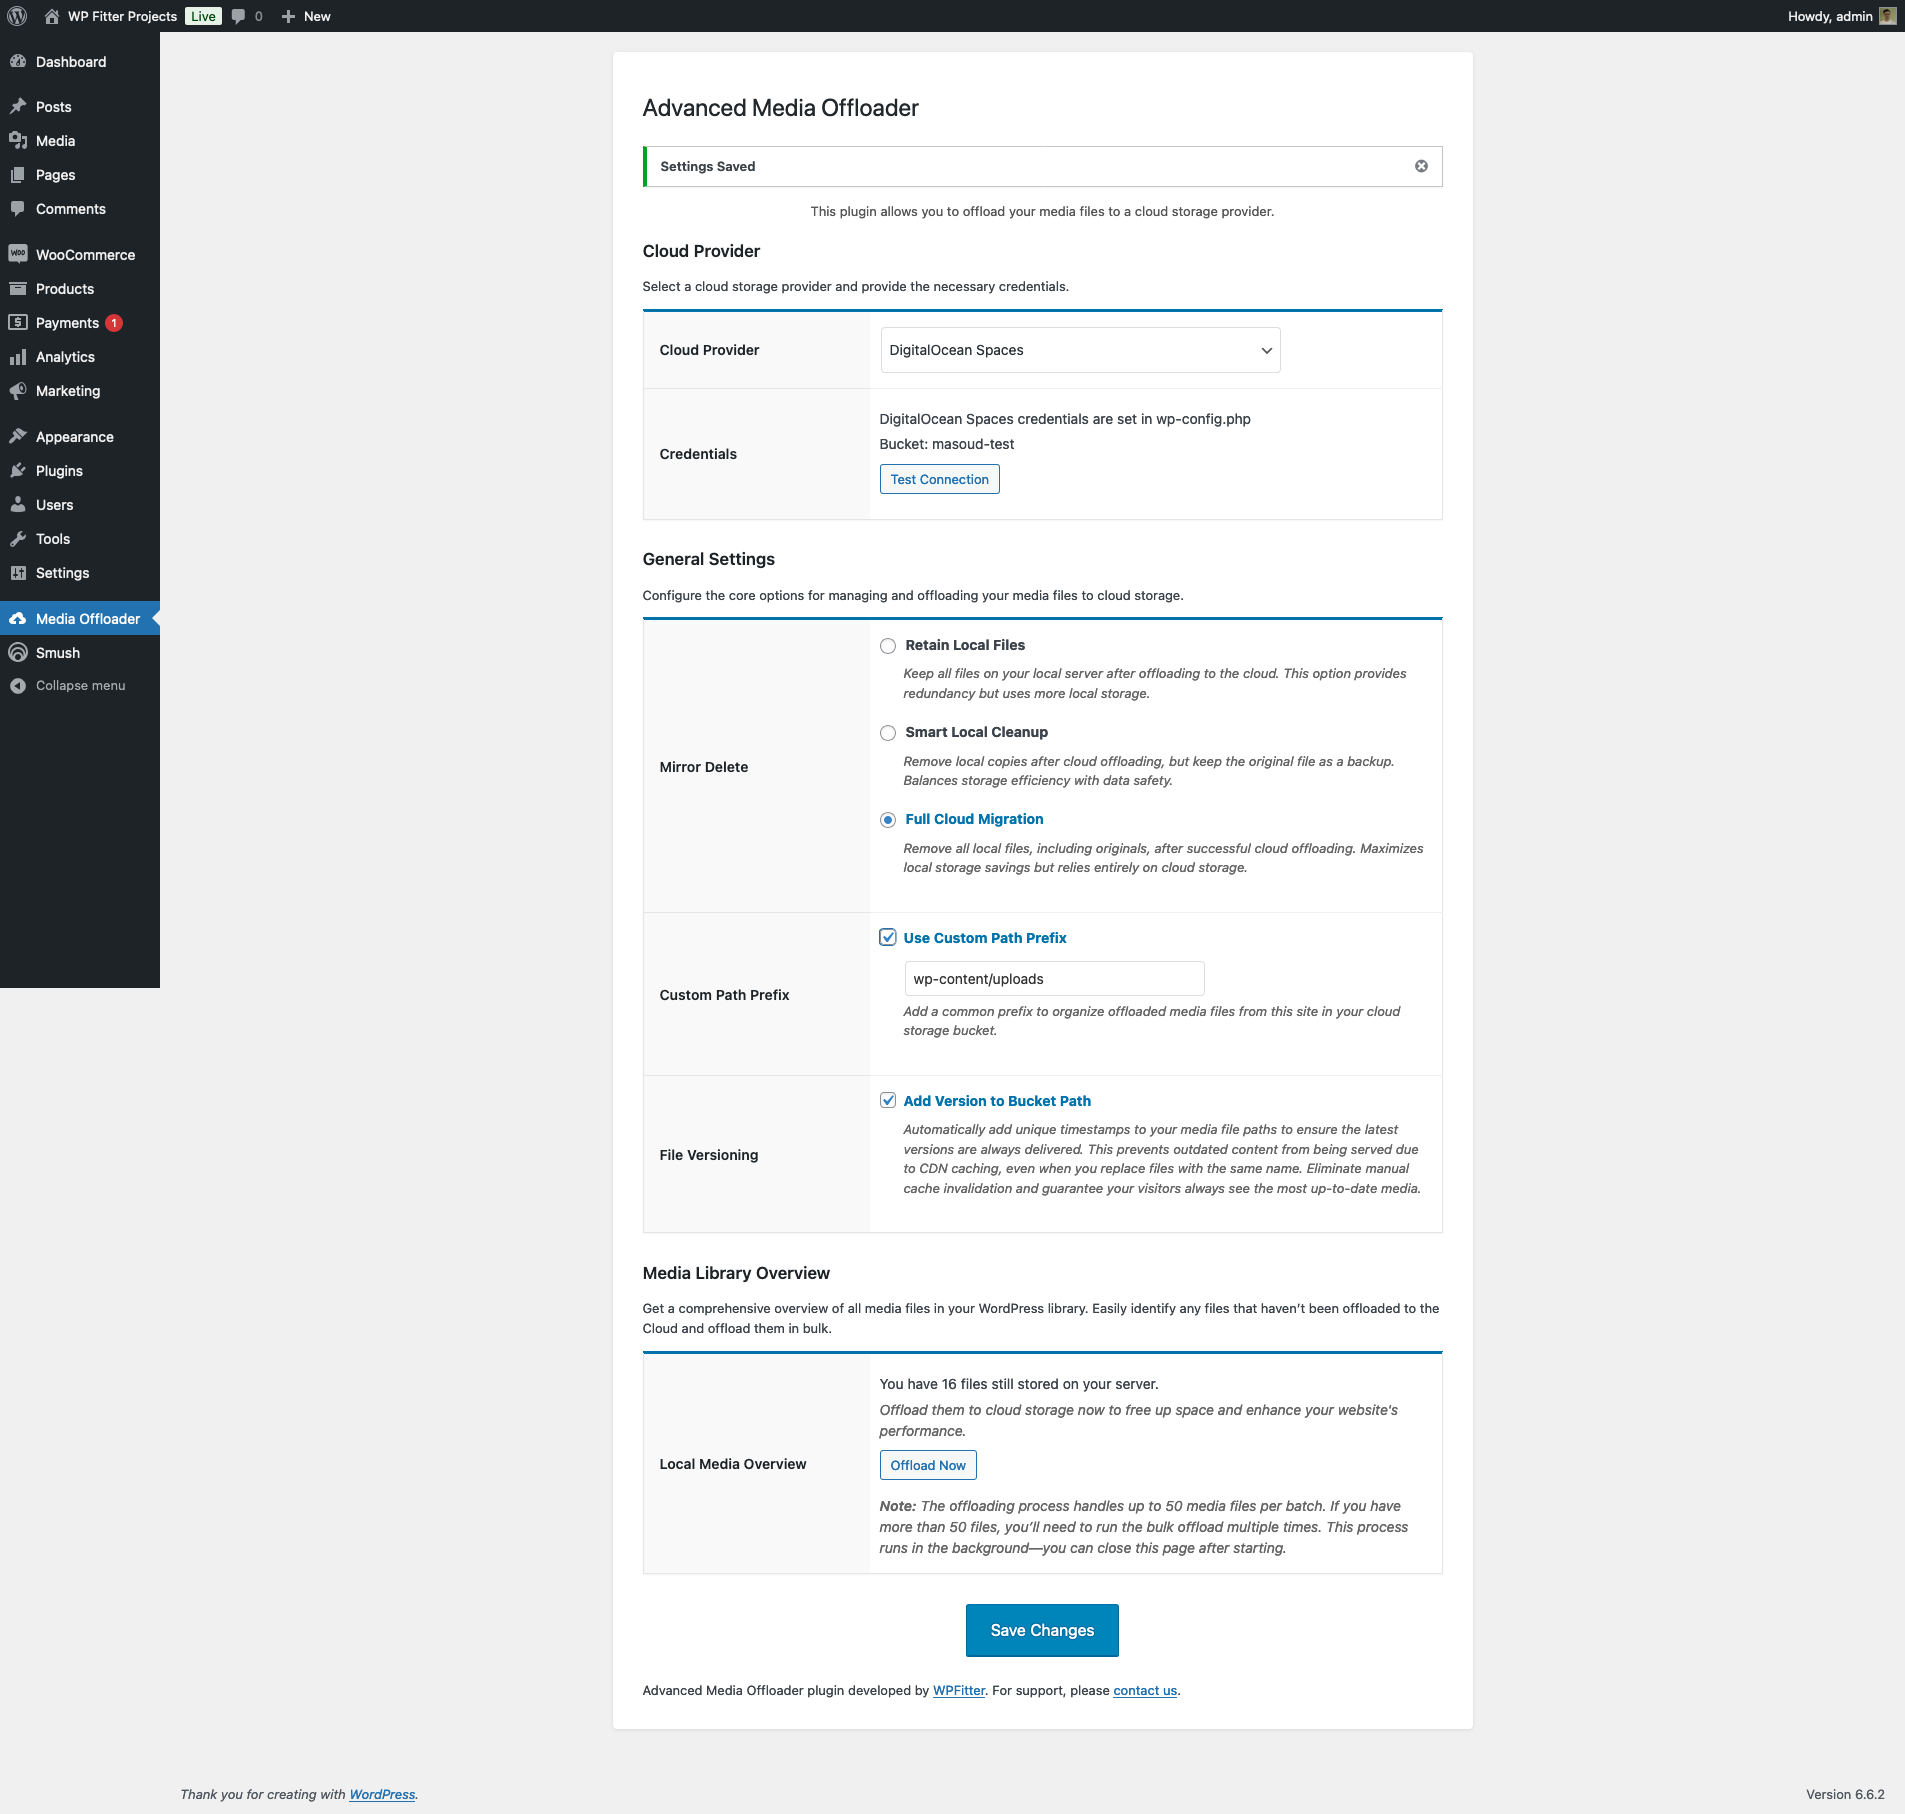 WP Fitter Projects Live 0 New
Howdy, admin
Dashboard
Posts
Media
Pages
Comments
WooCommerce
Products
Payments 1
Analytics
Marketing
Appearance
Plugins
Users
Tools
Settings
Media Offloader
Smush
Collapse menu
Advanced Media Offloader
Settings Saved
This plugin allows you to offload your media files to a cloud storage provider.
Cloud Provider
Select a cloud storage provider and provide the necessary credentials.
Cloud Provider
DigitalOcean Spaces
Credentials
DigitalOcean Spaces credentials are set in wp-config.php
Bucket: masoud-test
Test Connection
General Settings
Configure the core options for managing and offloading your media files to cloud storage.
Mirror Delete
Retain Local Files
Keep all files on your local server after offloading to the cloud. This option provides
redundancy but uses more local storage.
Smart Local Cleanup
Remove local copies after cloud offloading, but keep the original file as a backup.
Balances storage efficiency with data safety.
Full Cloud Migration
Remove all local files, including originals, after successful cloud offloading. Maximizes
local storage savings but relies entirely on cloud storage.
Custom Path Prefix
Use Custom Path Prefix
wp-content/uploads
Add a common prefix to organize offloaded media files from this site in your cloud
storage bucket.
File Versioning
Add Version to Bucket Path
Automatically add unique timestamps to your media file paths to ensure the latest
versions are always delivered. This prevents outdated content from being served due
to CDN caching, even when you replace files with the same name. Eliminate manual
cache invalidation and guarantee your visitors always see the most up-to-date media.
Media Library Overview
Get a comprehensive overview of all media files in your WordPress library. Easily identify any files that haven't been offloaded to the
Cloud and offload them in bulk.
Local Media Overview
You have 16 files still stored on your server.
Offload them to cloud storage now to free up space and enhance your website's
performance.
Offload Now
Note: The offloading process handles up to 50 media files per batch. If you have
more than 50 files, you'll need to run the bulk offload multiple times. This process
runs in the background—you can close this page after starting.
Save Changes
Advanced Media Offloader plugin developed by WPFitter. For support, please contact us.
Thank you for creating with WordPress.
Version 6.6.2